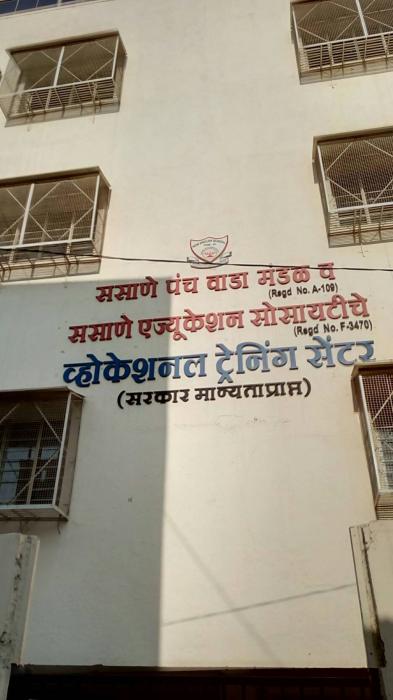 ससाणे पंच वाडा मंडळ व
(Regd No. A-109)
ससाणे एज्यूकेशन सोसायटीचे
(Regd No. F-3470)
व्होकेशनल ट्रेनिंग सेंटर
(सरकार माण्यताप्राप्त)